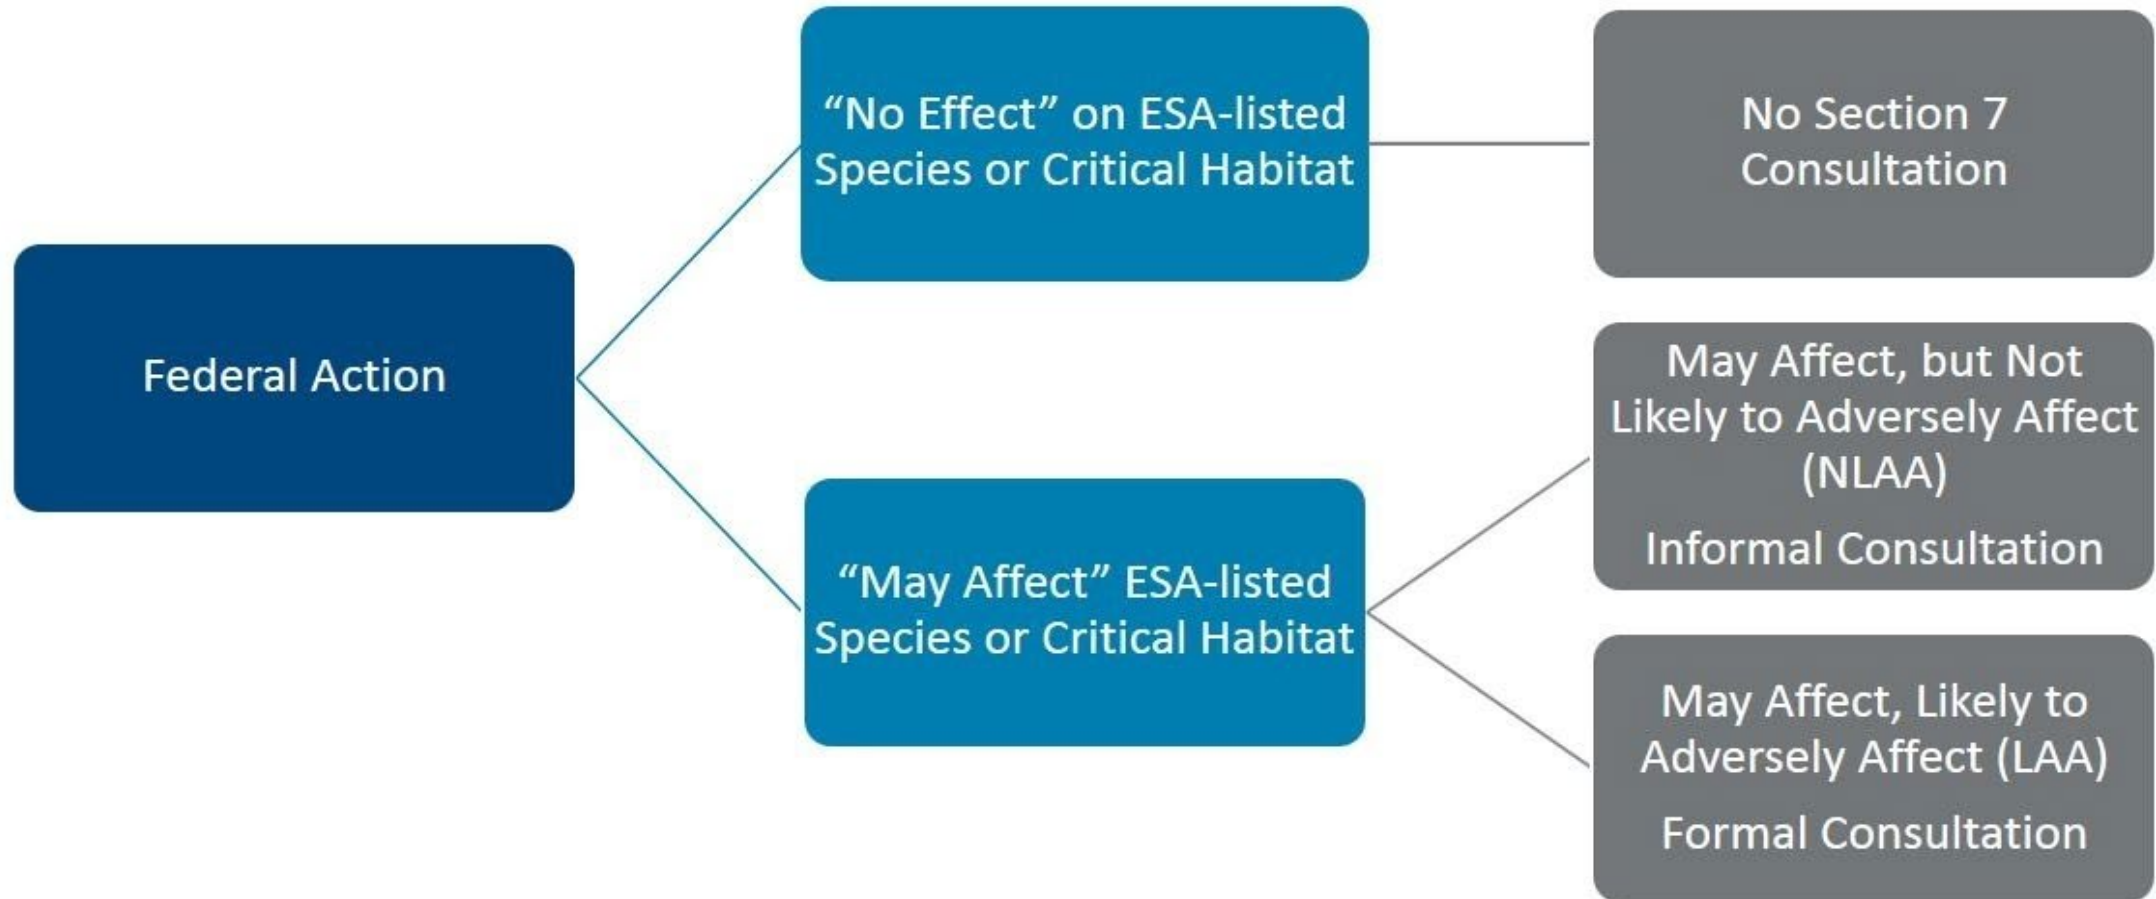 Federal Action
“No Effect” on ESA-listed
Species or Critical Habitat
No Section 7
Consultation
“May Affect” ESA-listed
Species or Critical Habitat
May Affect, but Not
Likely to Adversely Affect
(NLAA)
Informal Consultation
May Affect, Likely to
Adversely Affect (LAA)
Formal Consultation